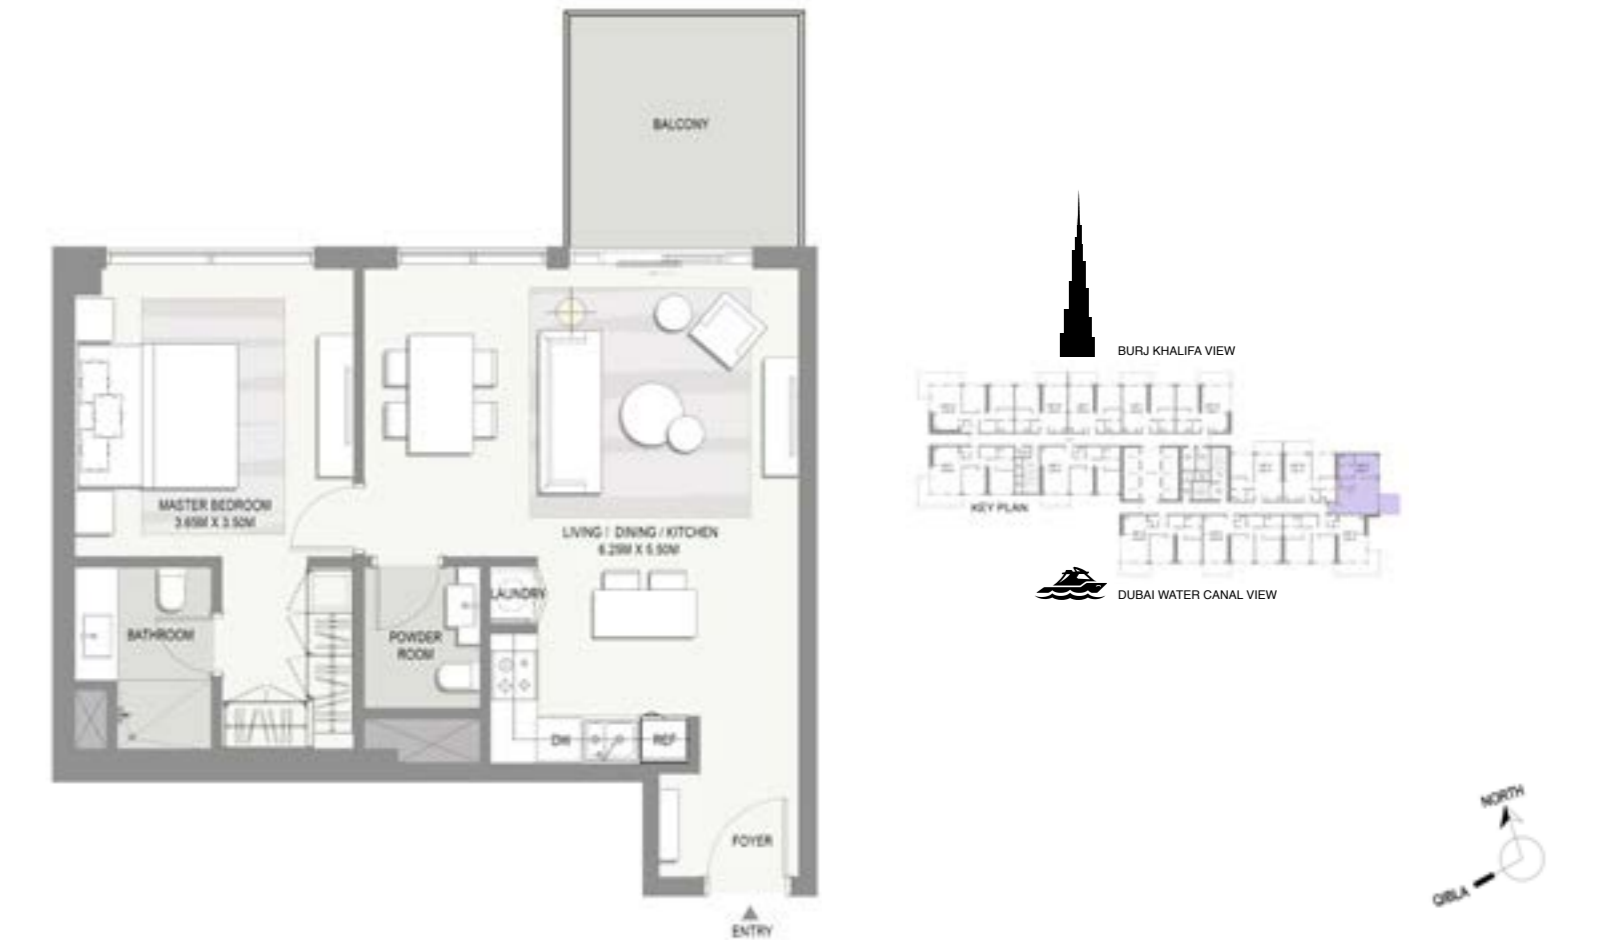 BALCONY
MASTER BEDROOM
3.65M X 3.50M
LIVING / DINING / KITCHEN
6.25M X 5.50M
LAUNDRY
BATHROOM
POWDER
ROOM
DW
REF
FOYER
ENTRY
BURJ KHALIFA VIEW
KEY PLAN
DUBAI WATER CANAL VIEW
NORTH
QIBLA